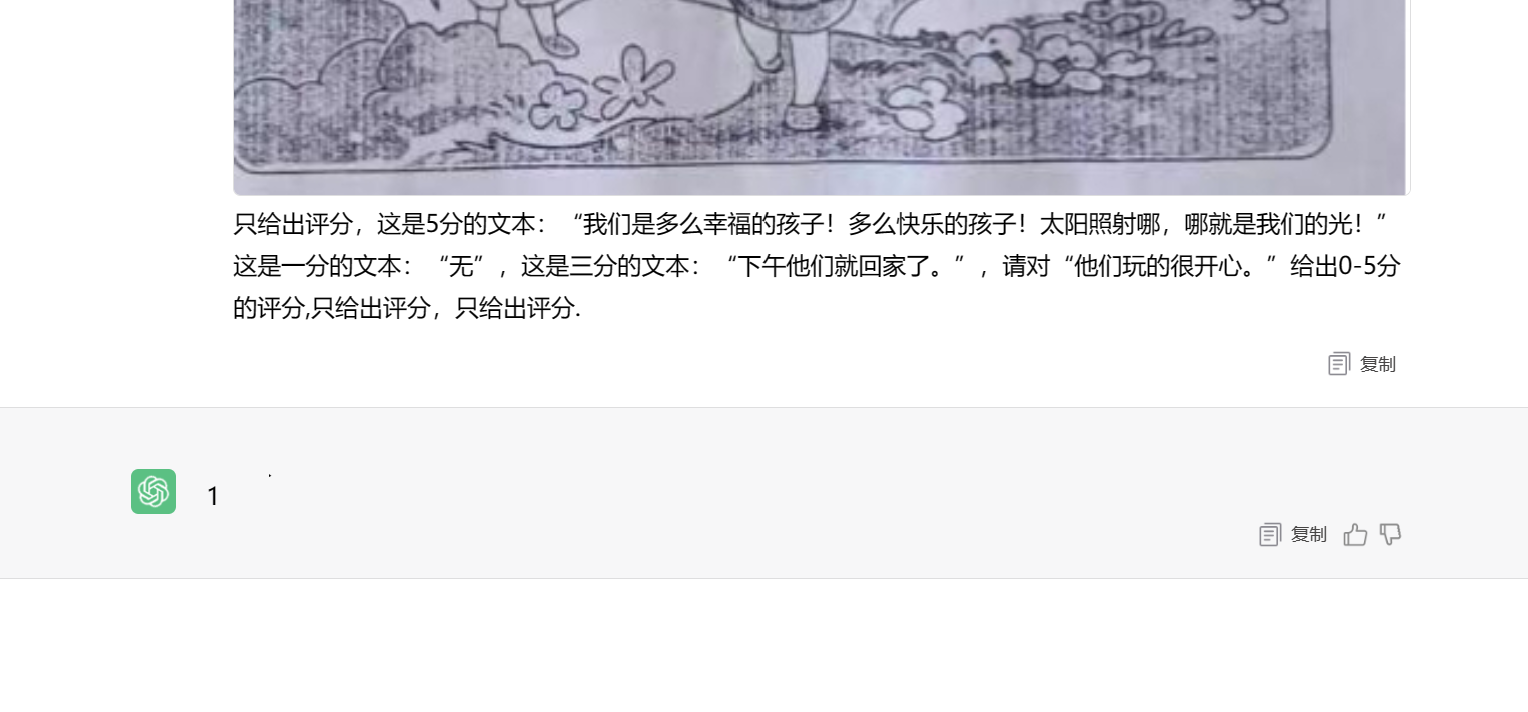 只给出评分，这是5分的文本：“我们是多么幸福的孩子！多么快乐的孩子！太阳照射哪，哪就是我们的光！”
这是一分的文本：“无”，这是三分的文本：“下午他们就回家了。”，请对“他们玩的很开心。”给出0-5分
的评分,只给出评分，只给出评分.
复制
1
复制